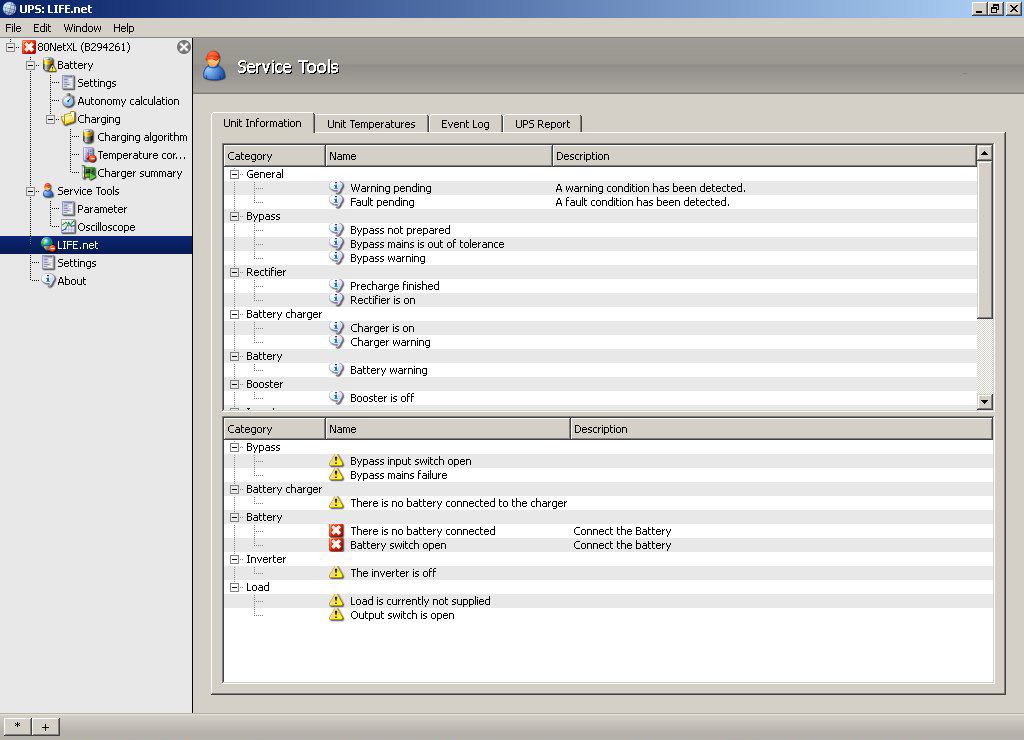 UPS: LIFE.net
File Edit Window Help
80NetXL (B294261)
Battery
Settings
Autonomy calculation
Charging
Charging algorithm
Temperature cor...
Charger summary
Service Tools
Parameter
Oscilloscope
LIFE.net
Settings
About
Service Tools
Unit Information Unit Temperatures Event Log UPS Report
Category Name Description
General
Warning pending A warning condition has been detected.
Fault pending A fault condition has been detected.
Bypass
Bypass not prepared
Bypass mains is out of tolerance
Bypass warning
Rectifier
Precharge finished
Rectifier is on
Battery charger
Charger is on
Charger warning
Battery
Battery warning
Booster
Booster is off
Category Name Description
Bypass
Bypass input switch open
Bypass mains failure
Battery charger
There is no battery connected to the charger
Battery
There is no battery connected Connect the Battery
Battery switch open Connect the battery
Inverter
The inverter is off
Load
Load is currently not supplied
Output switch is open
* +